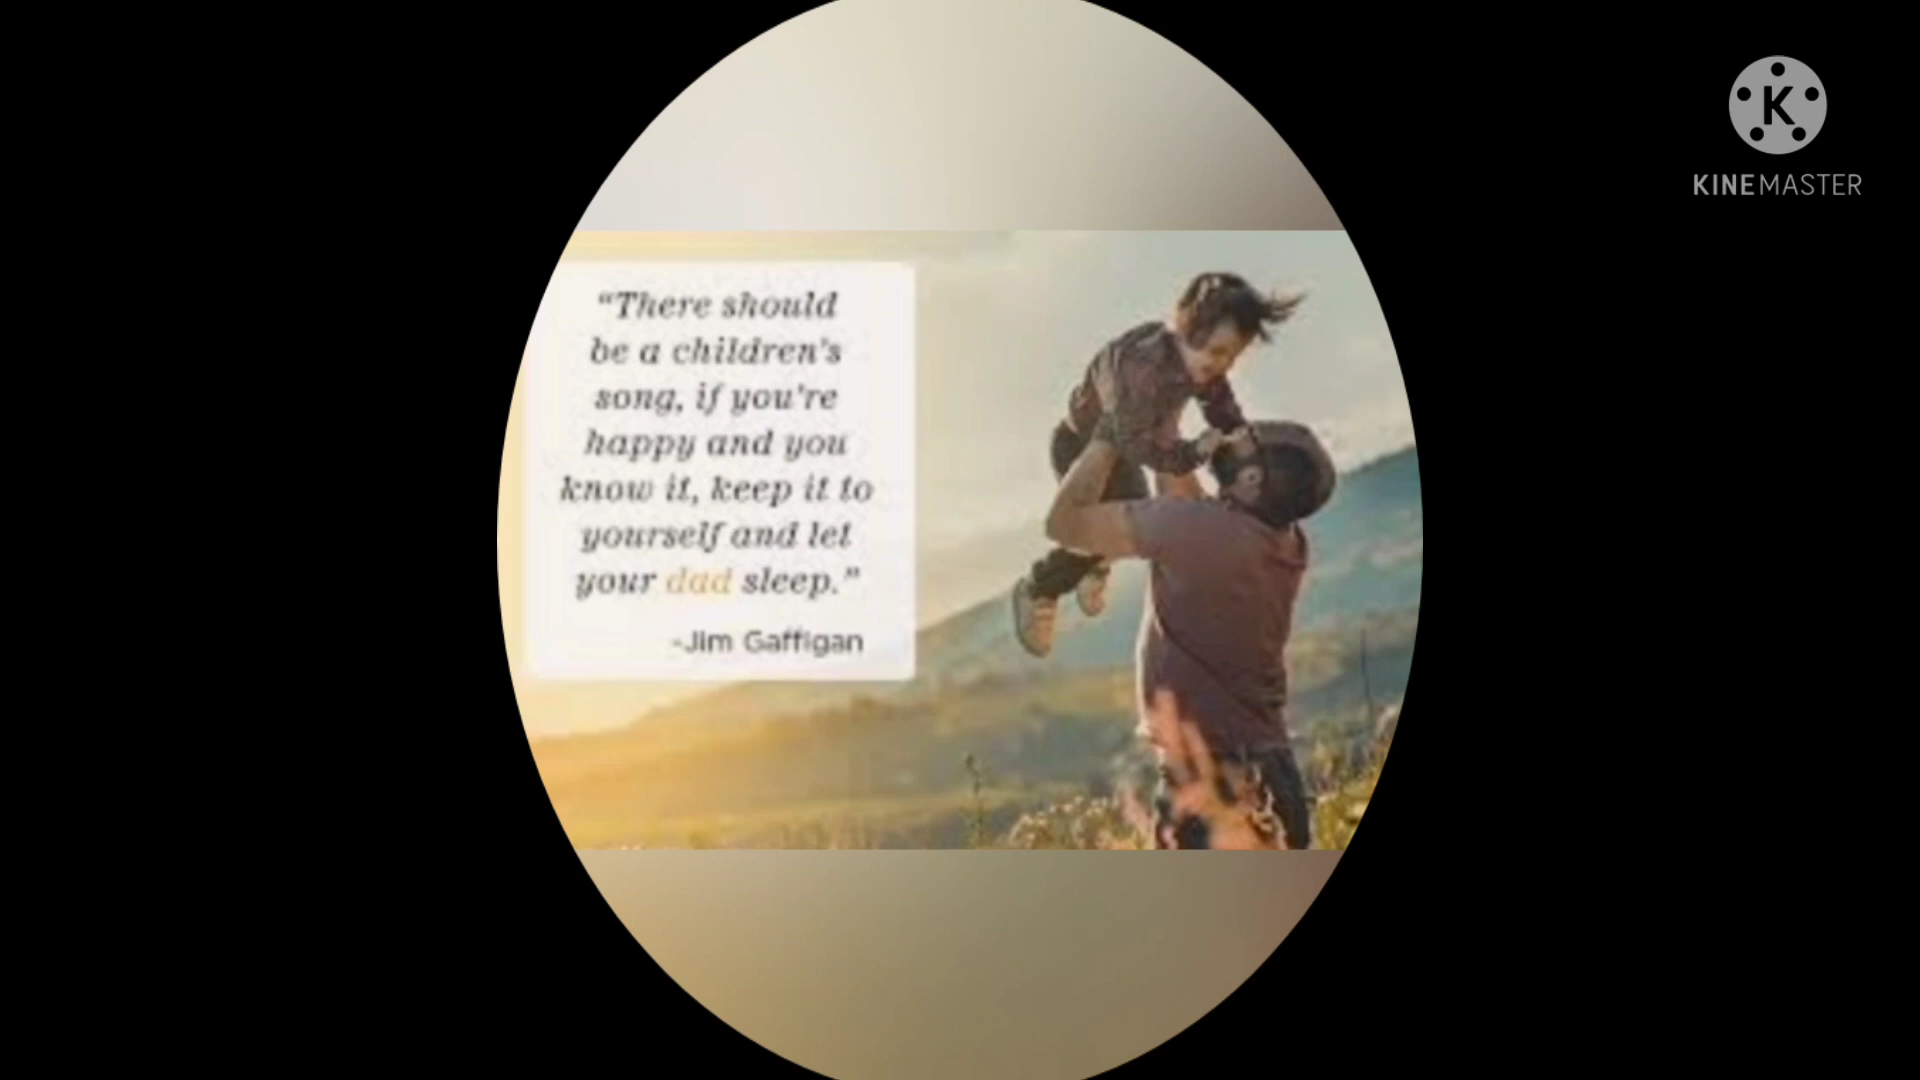 “There should
be a children's
song, if you're
happy and you
know it, keep it to
yourself and let
your dad sleep.”
-Jim Gaffigan
K
KINEMASTER